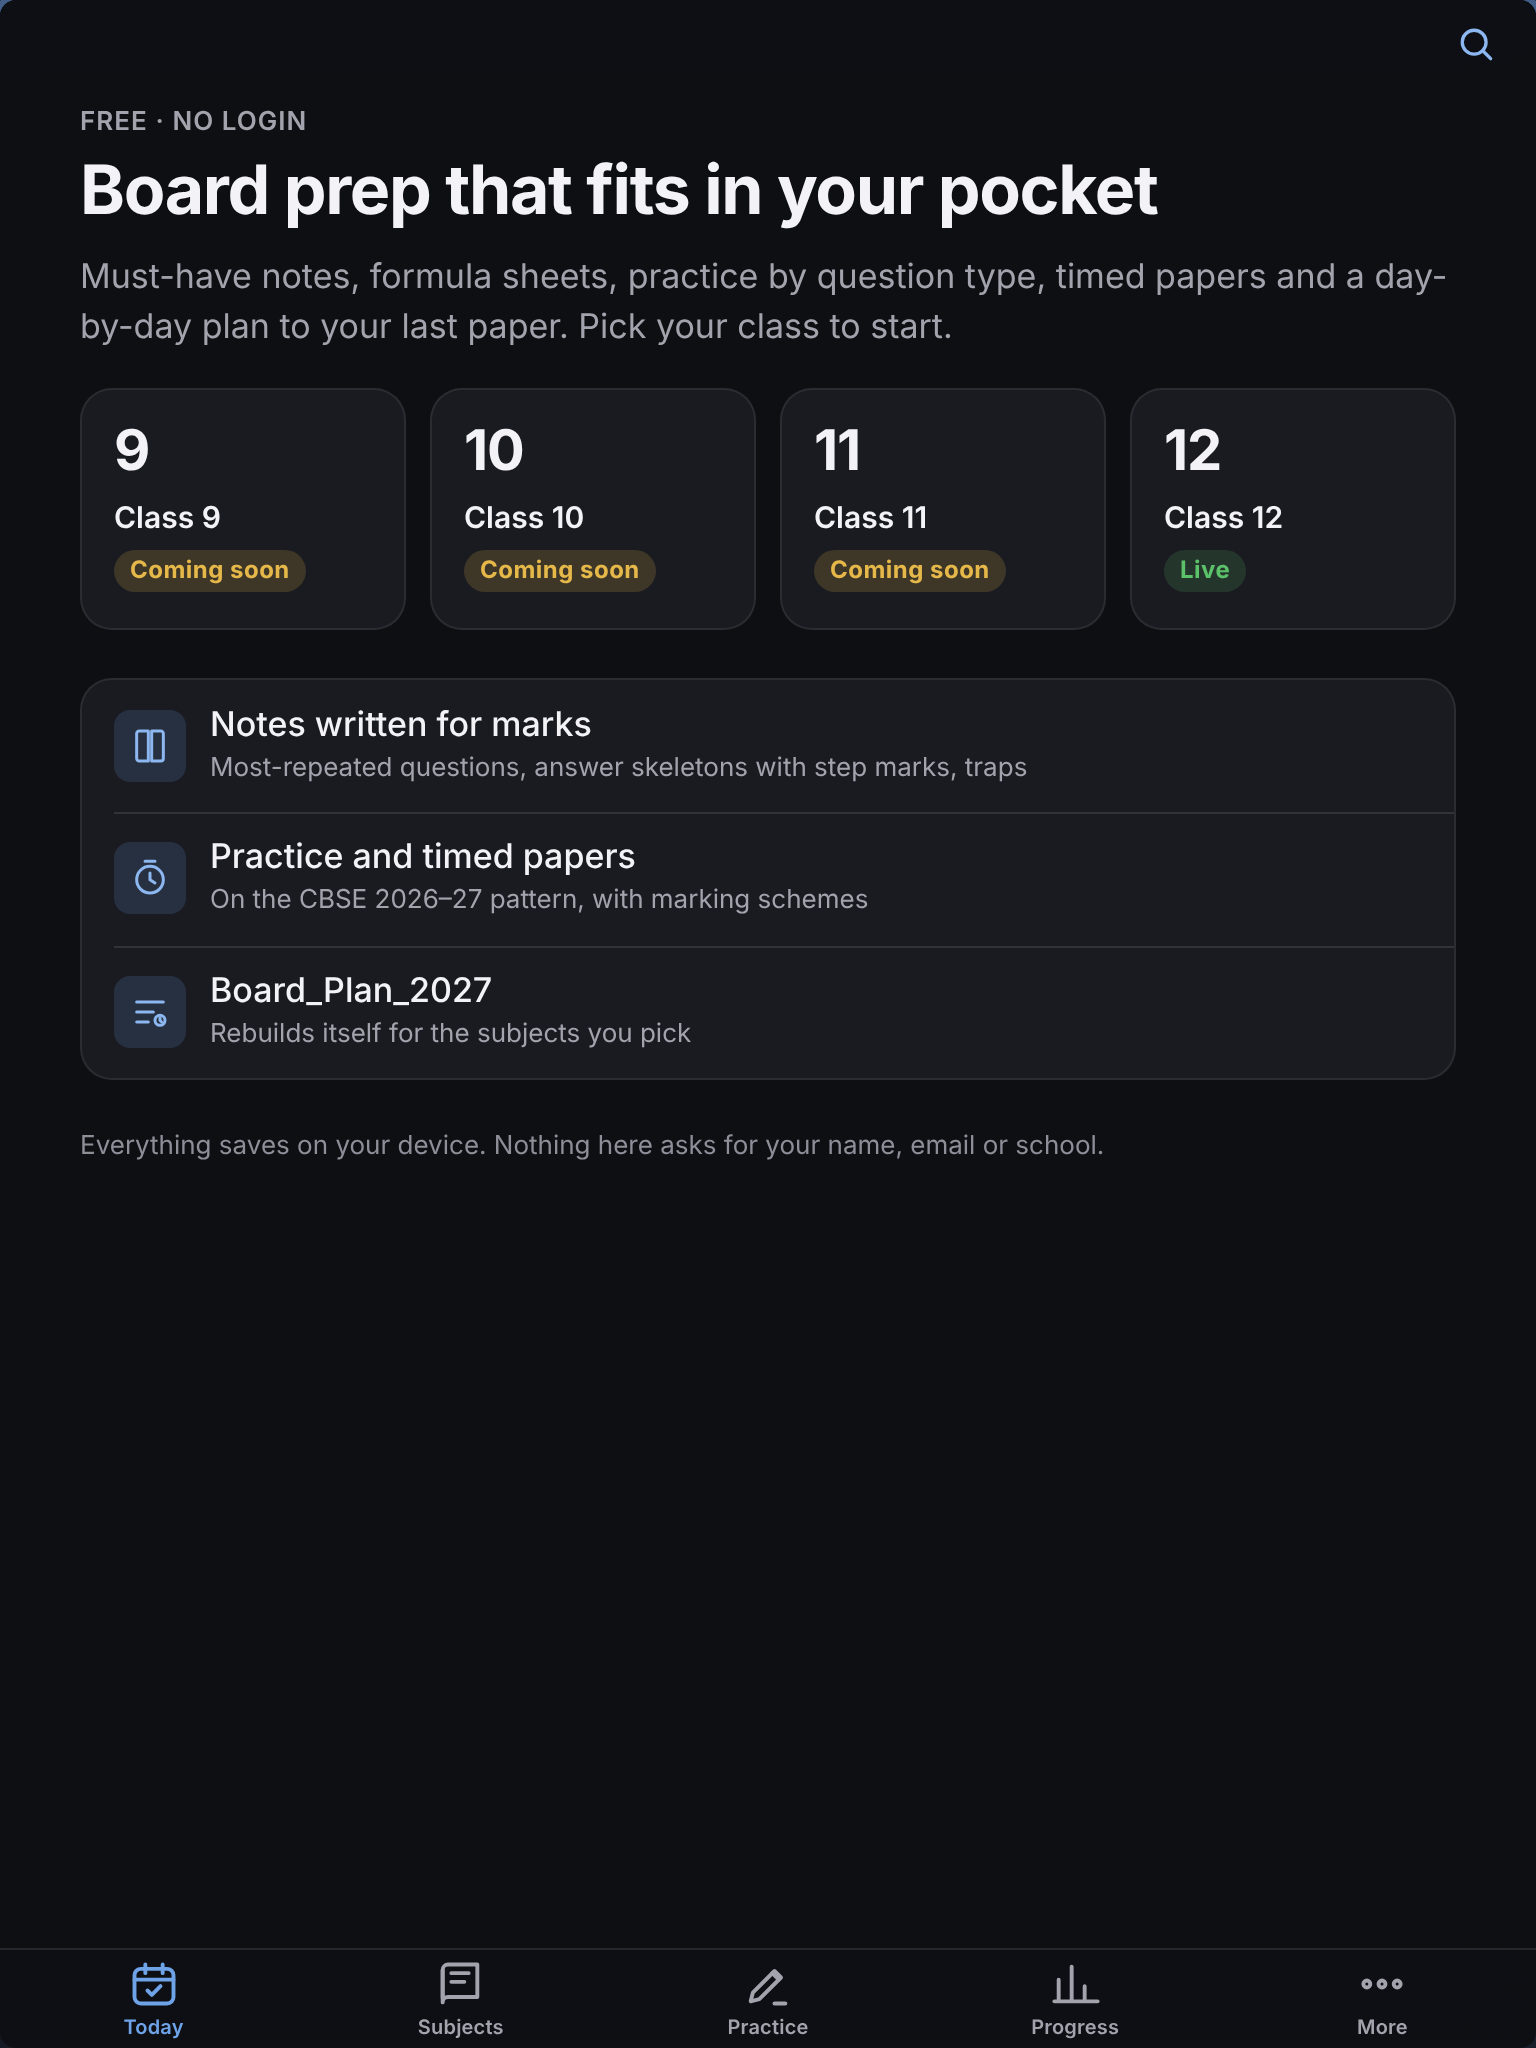 FREE · NO LOGIN
Board prep that fits in your pocket
Must-have notes, formula sheets, practice by question type, timed papers and a day-
by-day plan to your last paper. Pick your class to start.
9
Class 9
Coming soon
10
Class 10
Coming soon
11
Class 11
Coming soon
12
Class 12
Live
Notes written for marks
Most-repeated questions, answer skeletons with step marks, traps
Practice and timed papers
On the CBSE 2026–27 pattern, with marking schemes
Board_Plan_2027
Rebuilds itself for the subjects you pick
Everything saves on your device. Nothing here asks for your name, email or school.
Today
Subjects
Practice
Progress
More